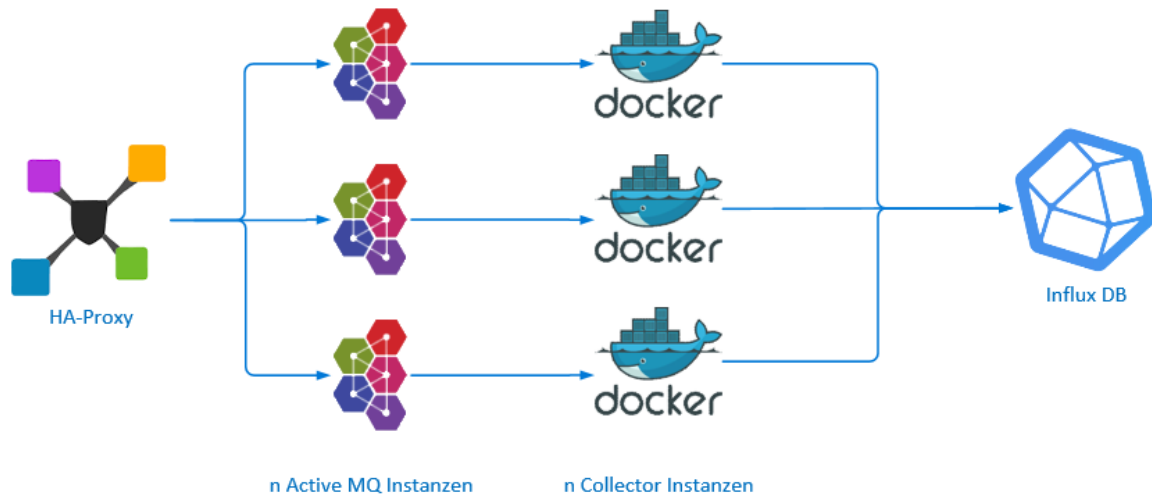 docker
docker
HA-Proxy
Influx DB
docker
n Active MQ Instanzen
n Collector Instanzen